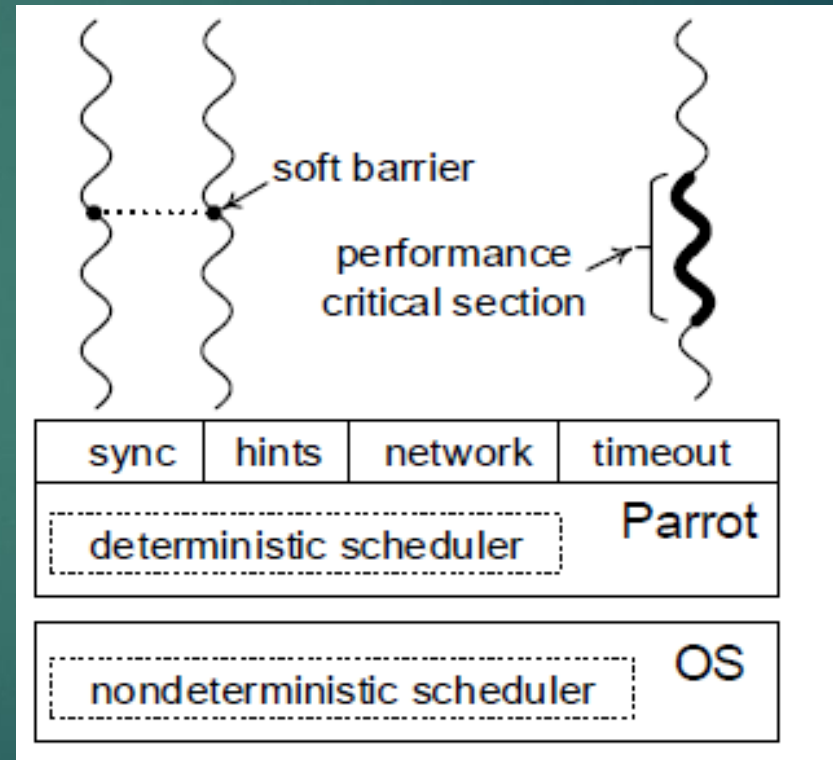 soft barrier
performance
critical section
sync hints network timeout
Parrot
deterministic scheduler
OS
nondeterministic scheduler